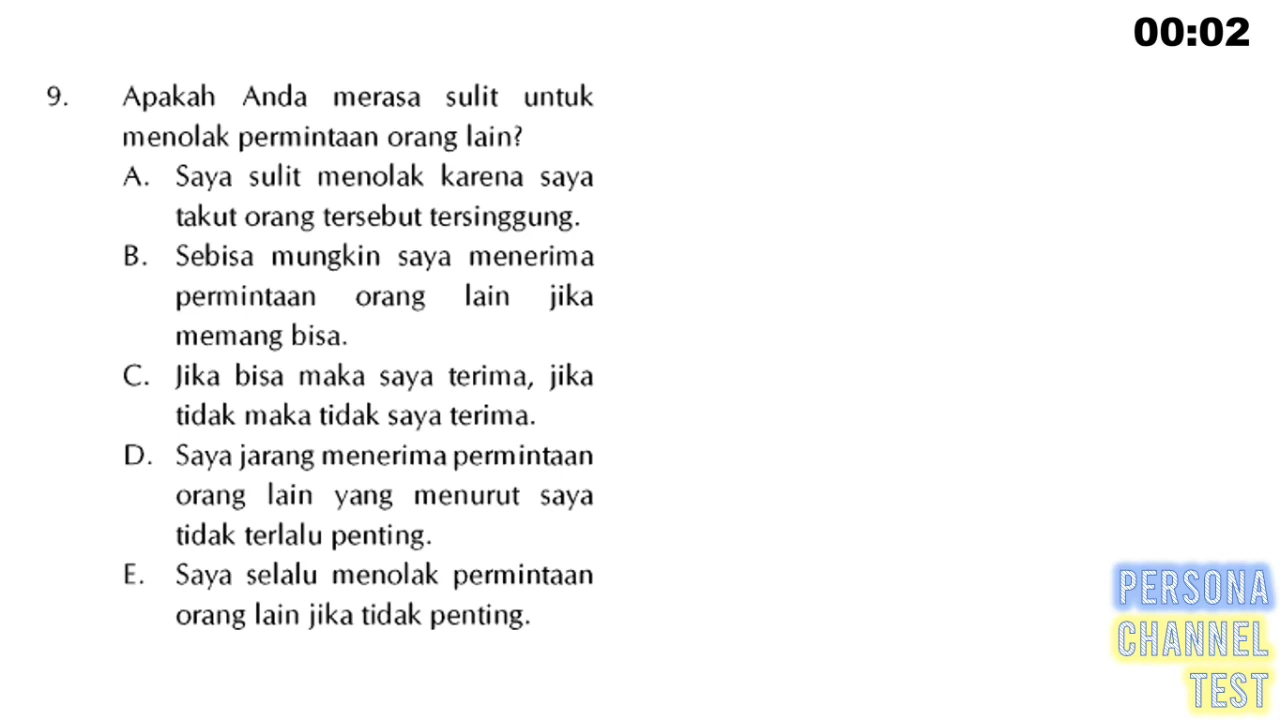 00:02
9. Apakah Anda merasa sulit untuk
menolak permintaan orang lain?
A. Saya sulit menolak karena saya
takut orang tersebut tersinggung.
B. Sebisa mungkin saya menerima
permintaan orang lain jika
memang bisa.
C. Jika bisa maka saya terima, jika
tidak maka tidak saya terima.
D. Saya jarang menerima permintaan
orang lain yang menurut saya
tidak terlalu penting.
E. Saya selalu menolak permintaan
orang lain jika tidak penting.
PERSONA
CHANNEL
TEST